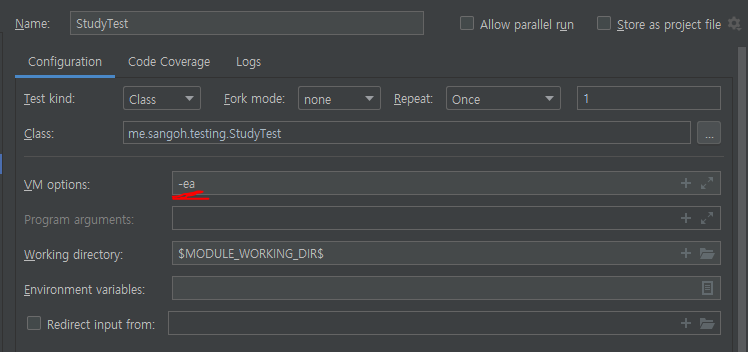 Name: StudyTest Allow parallel run Store as project file
Configuration Code Coverage Logs
Test kind: Class Fork mode: none Repeat: Once 1
Class: me.sangoh.testing.StudyTest ...
VM options: -ea
Program arguments:
Working directory: $MODULE_WORKING_DIR$
Environment variables:
Redirect input from: